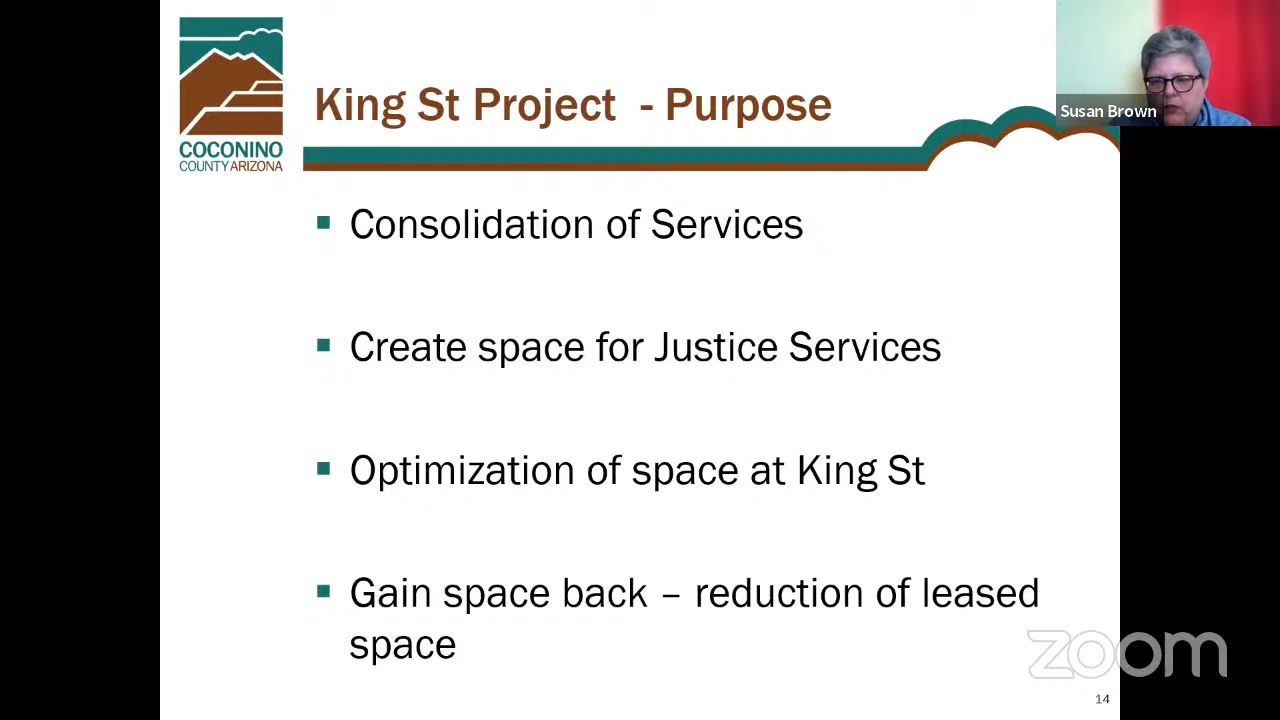 Susan Brown
King St Project - Purpose
COCONINO
COUNTY ARIZONA
Consolidation of Services
Create space for Justice Services
Optimization of space at King St
Gain space back – reduction of leased
space
zoom
14